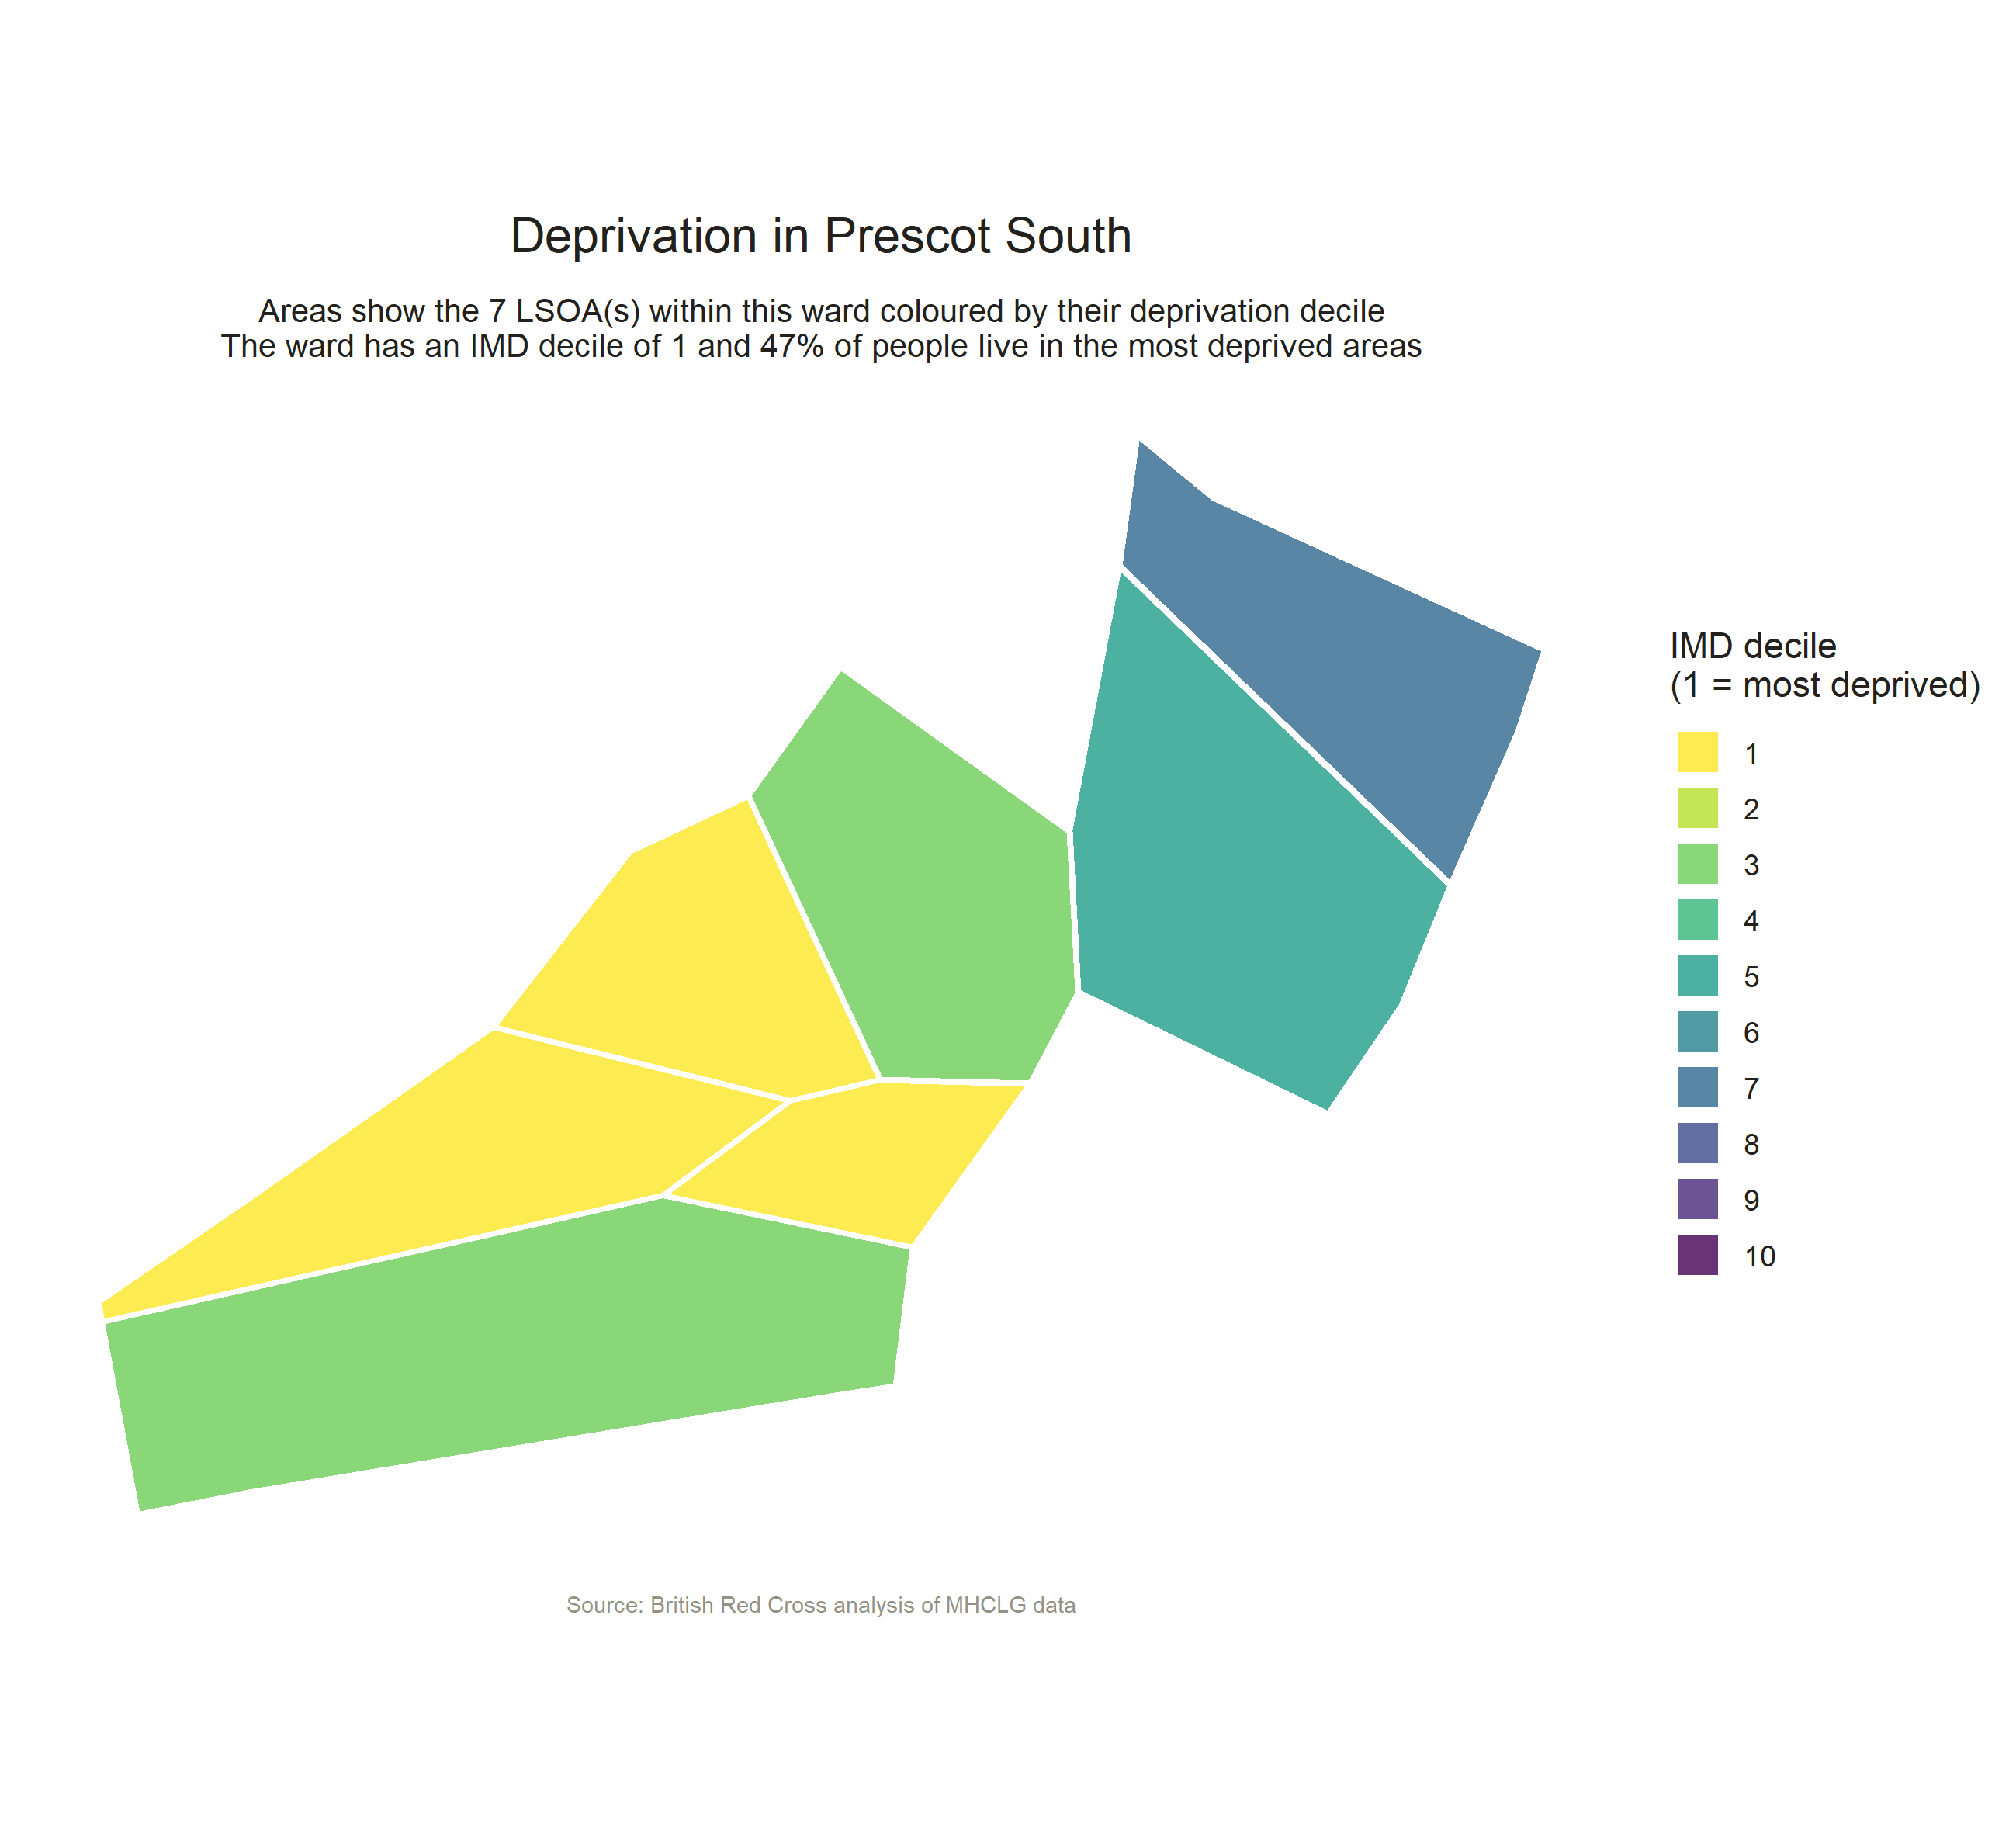 Deprivation in Prescot South
Areas show the 7 LSOA(s) within this ward coloured by their deprivation decile
The ward has an IMD decile of 1 and 47% of people live in the most deprived areas
IMD decile
(1 = most deprived)
1
2
3
4
5
6
7
8
9
10
Source: British Red Cross analysis of MHCLG data